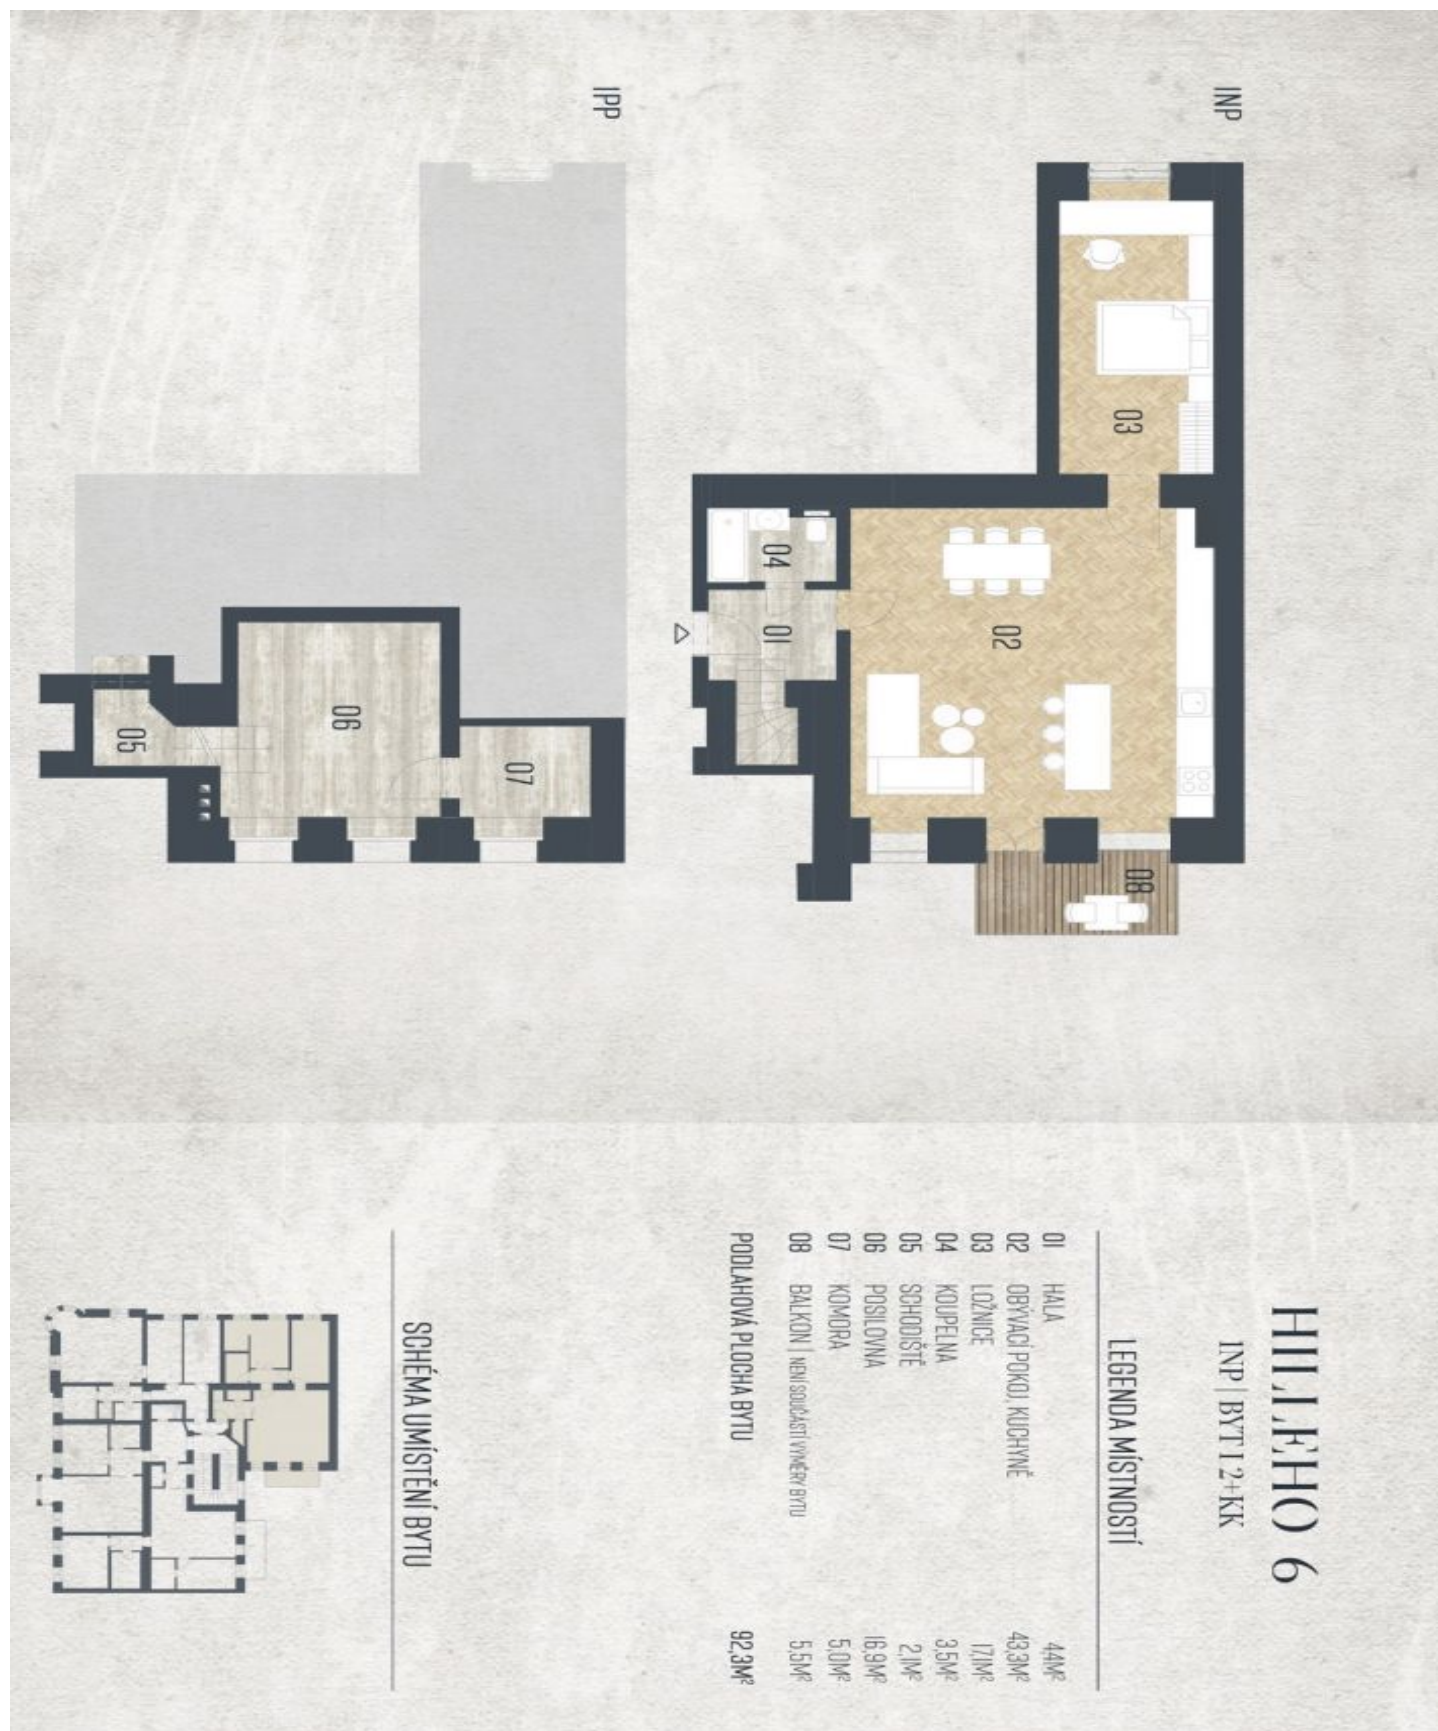 HILLEHO 6
1NP | BYT 1 2+KK
LEGENDA MÍSTNOSTÍ
01 HALA 4,4M²
02 OBÝVACÍ POKOJ, KUCHYNĚ 43,3M²
03 LOŽNICE 17,1M²
04 KOUPELNA 3,5M²
05 SCHODIŠTĚ 2,1M²
06 POSILOVNA 16,9M²
07 KOMORA 5,0M²
08 BALKON | NENÍ SOUČÁSTÍ VÝMĚRY BYTU 5,5M²
PODLAHOVÁ PLOCHA BYTU 92,3M²
SCHÉMA UMÍSTĚNÍ BYTU
1NP
03
04
01
02
08
1PP
05
06
07